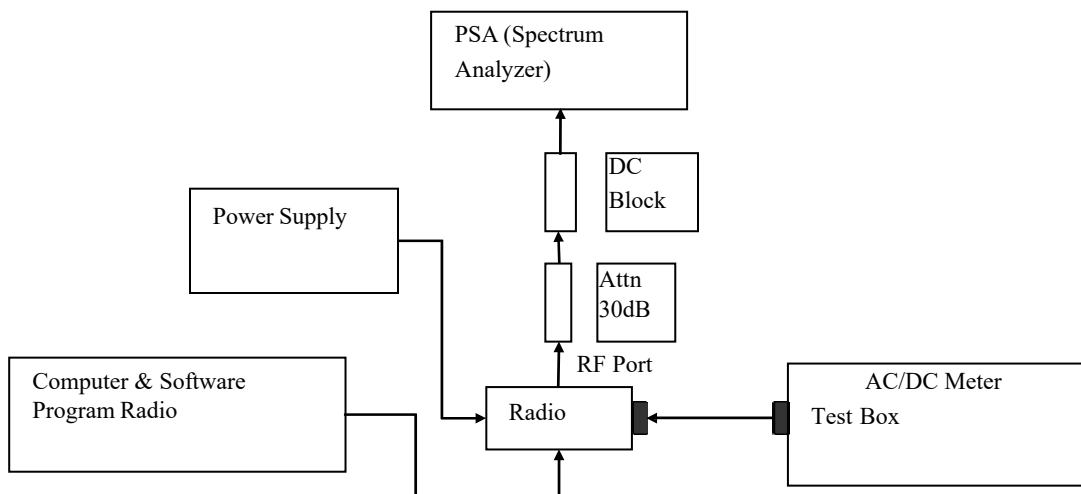 PSA (Spectrum
Analyzer)
DC
Block
Power Supply
Attn
30dB
RF Port
Computer & Software
Program Radio
Radio
AC/DC Meter
Test Box